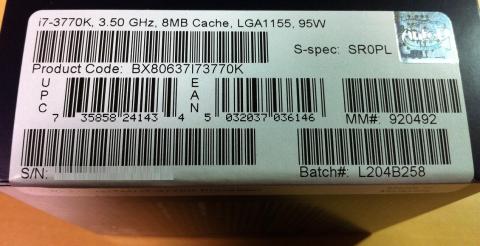 i7-3770K, 3.50 GHz, 8MB Cache, LGA1155, 95W
S-spec: SR0PL
Product Code: BX80637I73770K
UPC
7 35858 24143 4
EAN
5 032037 036146
MM#: 920492
S/N:
Batch#: L204B258